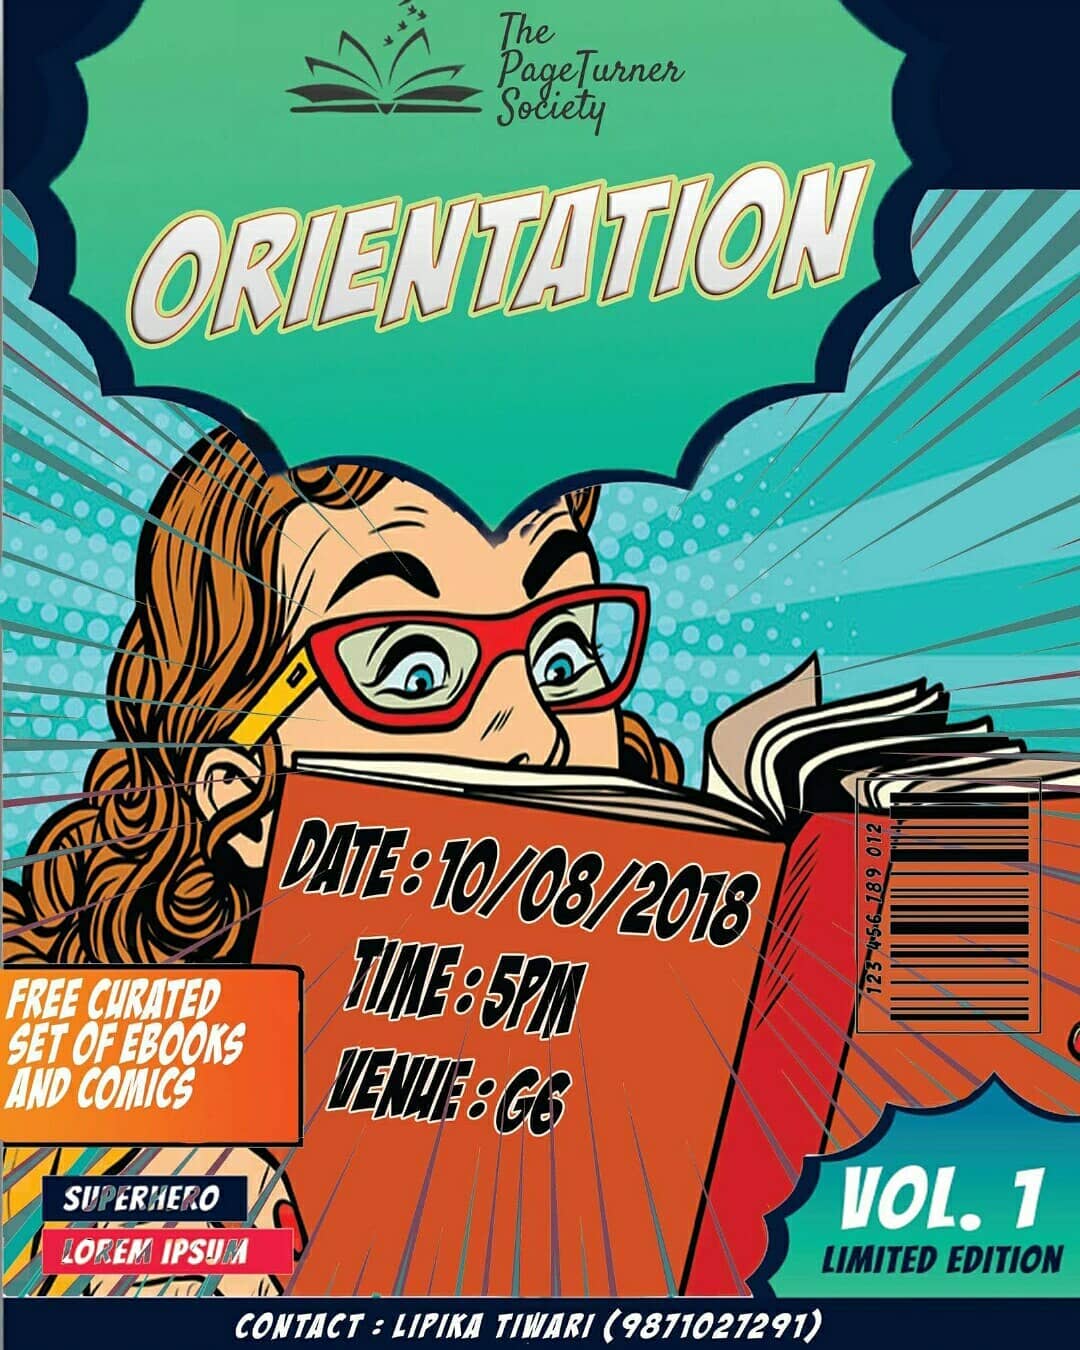 The
PageTurner
Society
ORIENTATION
DATE : 10/08/2018
TIME : 5PM
VENUE : G6
123 456 789 012
FREE CURATED
SET OF EBOOKS
AND COMICS
SUPERHERO
LOREM IPSUM
VOL. 1
LIMITED EDITION
CONTACT : LIPIKA TIWARI (9871027291)